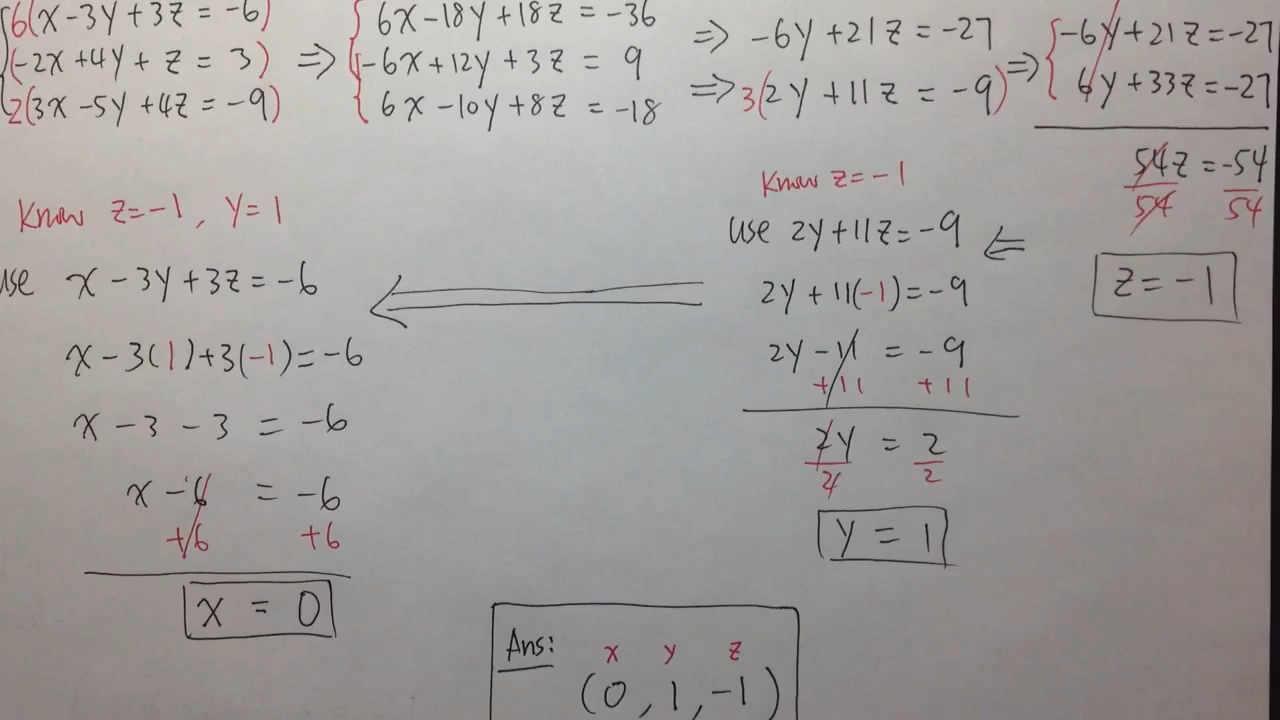 6(x-3y+3z=-6) ⇒ 6x-18y+18z=-36 ⇒ -6y+21z=-27 ⇒ -6y+21z=-27
(-2x+4y+z=3) -6x+12y+3z=9 ⇒ 3(2y+11z=-9) 6y+33z=-27
2(3x-5y+4z=-9) 6x-10y+8z=-18
54z=-54
54 54
z=-1
Know z=-1
use 2y+11z=-9 ⇐
2y+11(-1)=-9
2y-11=-9
+11 +11
2y=2
2 2
y=1
Know z=-1, y=1
use x-3y+3z=-6
x-3(1)+3(-1)=-6
x-3-3=-6
x-6=-6
+6 +6
x=0
Ans: x y z
(0,1,-1)